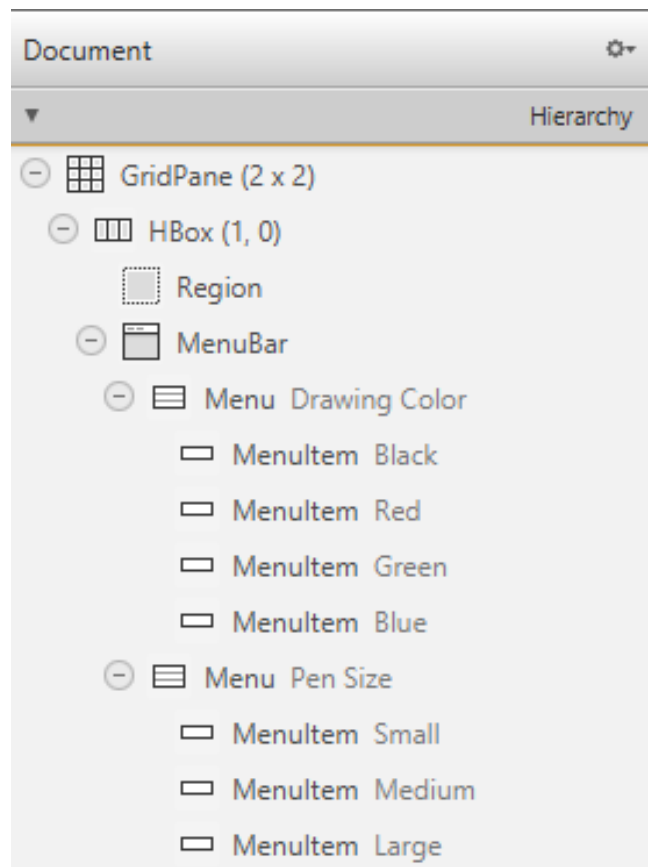 Document
Hierarchy
GridPane (2 x 2)
HBox (1, 0)
Region
MenuBar
Menu Drawing Color
MenuItem Black
MenuItem Red
MenuItem Green
MenuItem Blue
Menu Pen Size
MenuItem Small
MenuItem Medium
MenuItem Large